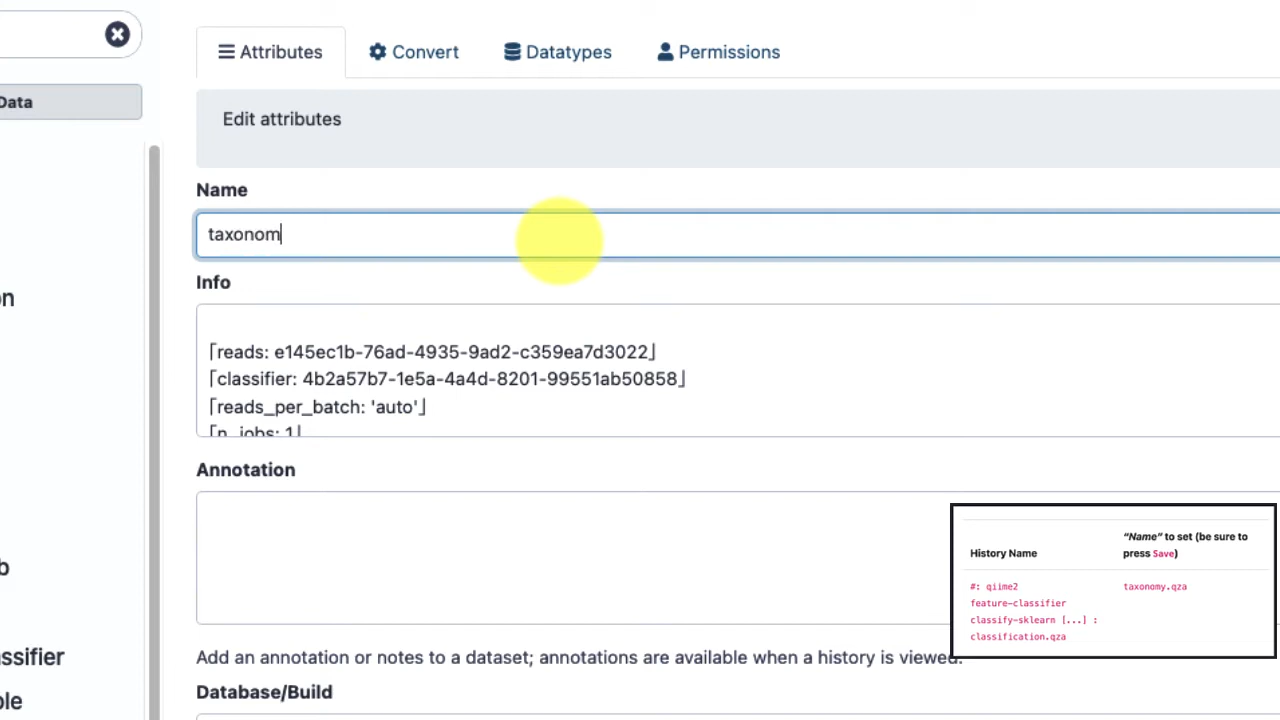 Attributes
Convert
Datatypes
Permissions
Data
Edit attributes
Name
taxonom
Info
⌈reads: e145ec1b-76ad-4935-9ad2-c359ea7d3022⌋
⌈classifier: 4b2a57b7-1e5a-4a4d-8201-99551ab50858⌋
⌈reads_per_batch: 'auto'⌋
⌈n_jobs: 1⌋
Annotation
Add an annotation or notes to a dataset; annotations are available when a history is viewed.
Database/Build
on
b
ssifier
ble
History Name
“Name” to set (be sure to
press Save)
#: qiime2
feature-classifier
classify-sklearn [...] :
classification.qza
taxonomy.qza